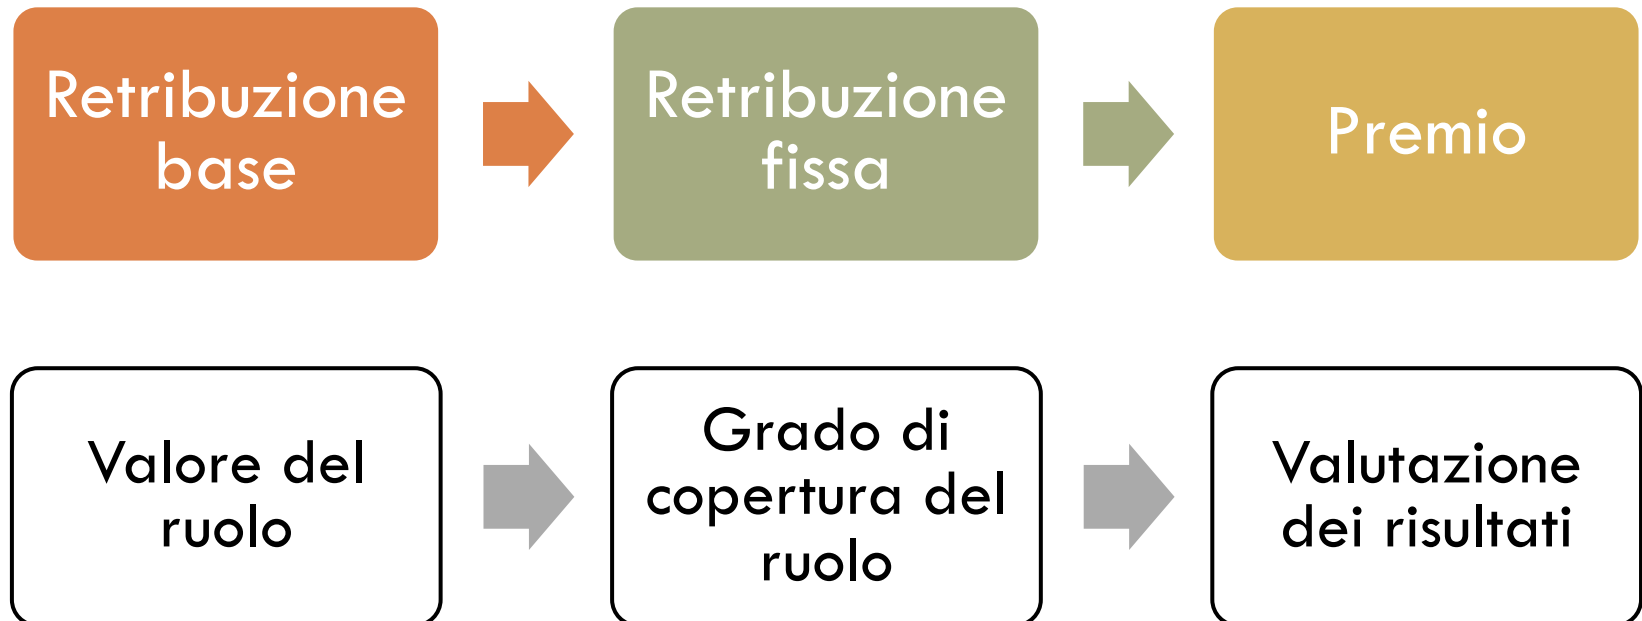 Retribuzione
base
Retribuzione
fissa
Premio
Valore del
ruolo
Grado di
copertura del
ruolo
Valutazione
dei risultati